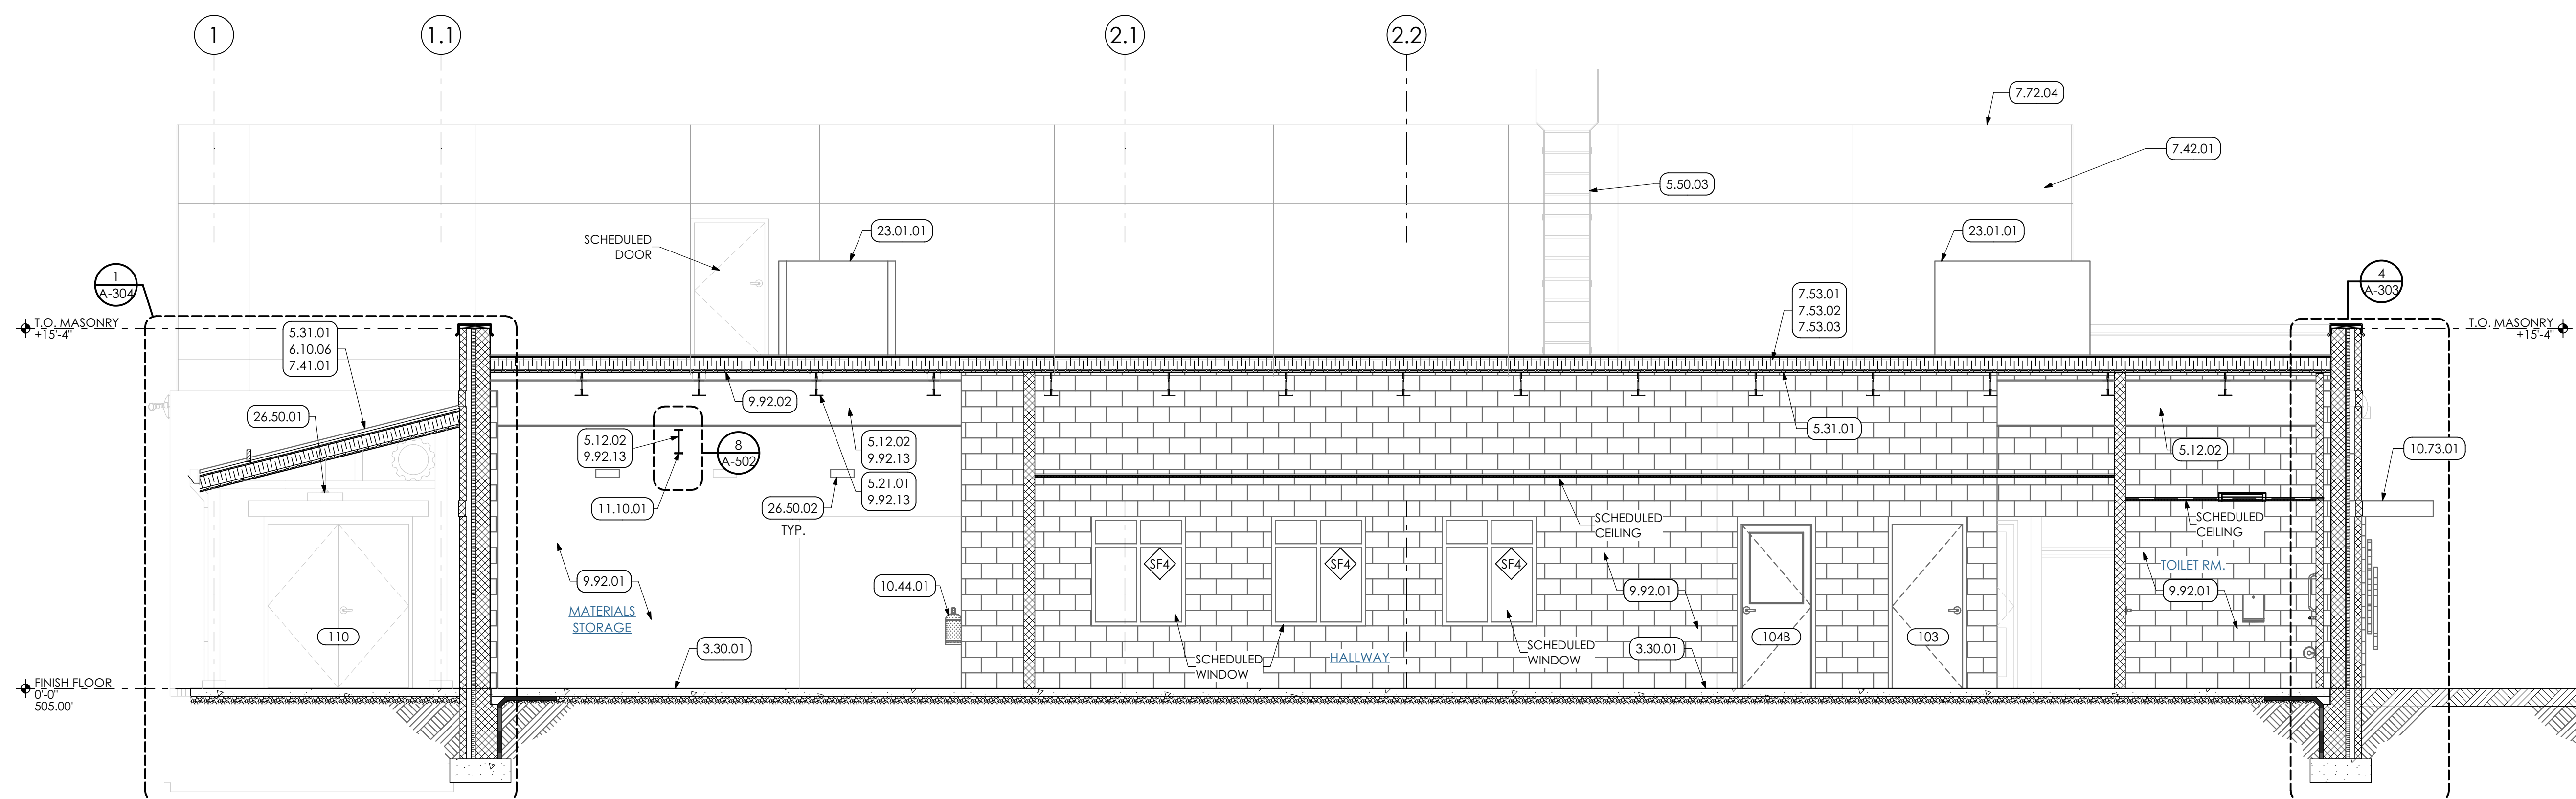 1
1.1
2.1
2.2
7.72.04
7.42.01
5.50.03
SCHEDULED
DOOR
23.01.01
23.01.01
1
A-304
4
A-303
T.O. MASONRY
+15'-4"
5.31.01
6.10.06
7.41.01
7.53.01
7.53.02
7.53.03
T.O. MASONRY
+15'-4"
26.50.01
9.92.02
5.12.02
9.92.13
8
A-502
5.12.02
9.92.13
5.31.01
5.12.02
10.73.01
11.10.01
5.21.01
9.92.13
26.50.02
TYP.
SCHEDULED
CEILING
SCHEDULED
CEILING
SF4
SF4
SF4
9.92.01
MATERIALS
STORAGE
10.44.01
9.92.01
TOILET RM.
9.92.01
110
3.30.01
SCHEDULED
WINDOW
HALLWAY
SCHEDULED
WINDOW
3.30.01
104B
103
FINISH FLOOR
0'-0"
505.00'